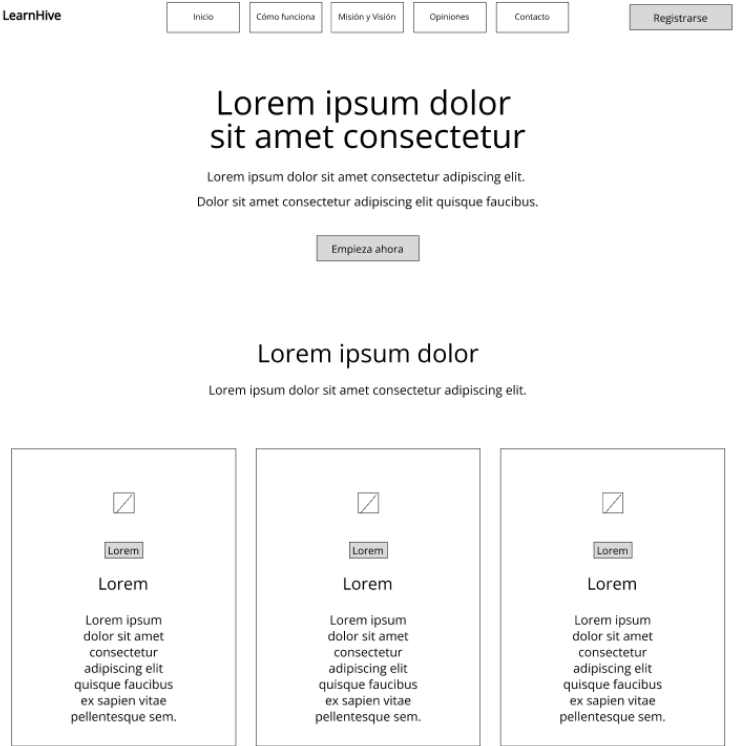 LearnHive
Inicio
Cómo funciona
Misión y Visión
Opiniones
Contacto
Registrarse
Lorem ipsum dolor
sit amet consectetur
Lorem ipsum dolor sit amet consectetur adipiscing elit.
Dolor sit amet consectetur adipiscing elit quisque faucibus.
Empieza ahora
Lorem ipsum dolor
Lorem ipsum dolor sit amet consectetur adipiscing elit.
Lorem
Lorem
Lorem ipsum
dolor sit amet
consectetur
adipiscing elit
quisque faucibus
ex sapien vitae
pellentesque sem.
Lorem
Lorem
Lorem ipsum
dolor sit amet
consectetur
adipiscing elit
quisque faucibus
ex sapien vitae
pellentesque sem.
Lorem
Lorem
Lorem ipsum
dolor sit amet
consectetur
adipiscing elit
quisque faucibus
ex sapien vitae
pellentesque sem.